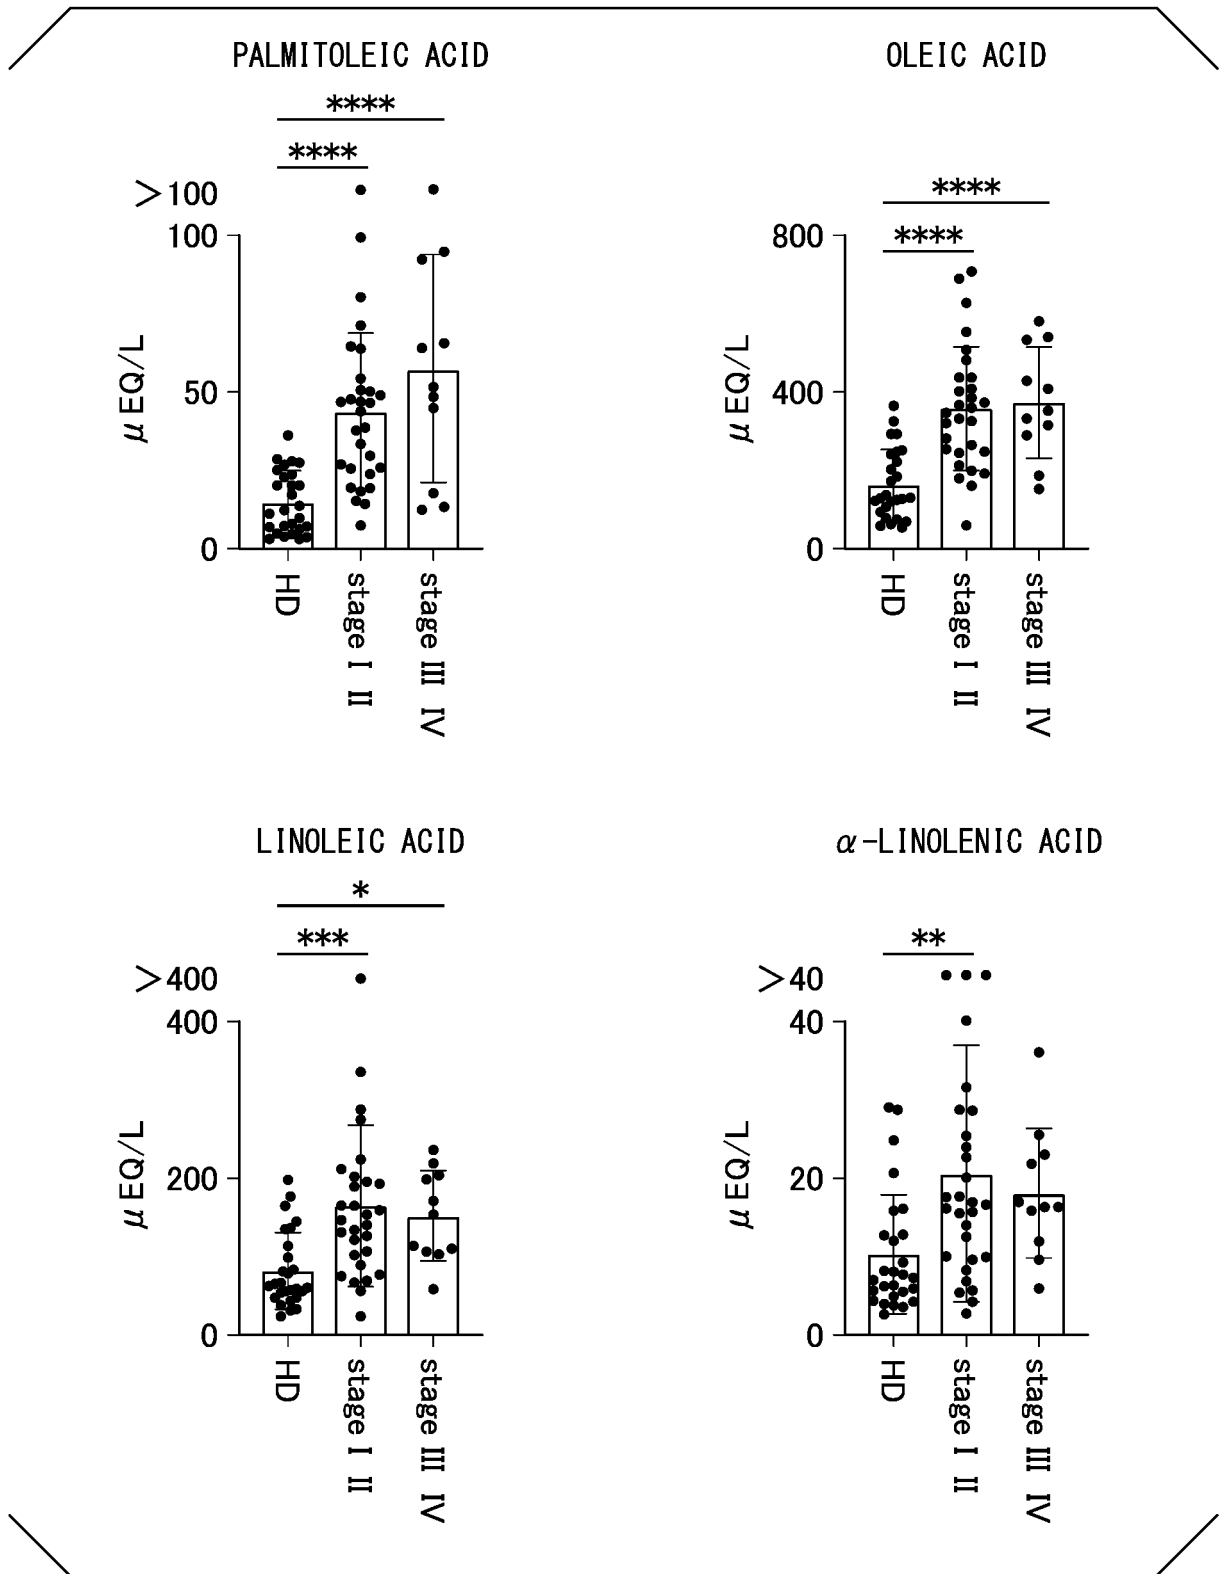 PALMITOLEIC ACID
****
****
>100
100
50
0
μEQ/L
HD
stage I II
stage III IV
OLEIC ACID
****
****
800
400
0
μEQ/L
HD
stage I II
stage III IV
LINOLEIC ACID
*
***
>400
400
200
0
μEQ/L
HD
stage I II
stage III IV
α-LINOLENIC ACID
**
>40
40
20
0
μEQ/L
HD
stage I II
stage III IV